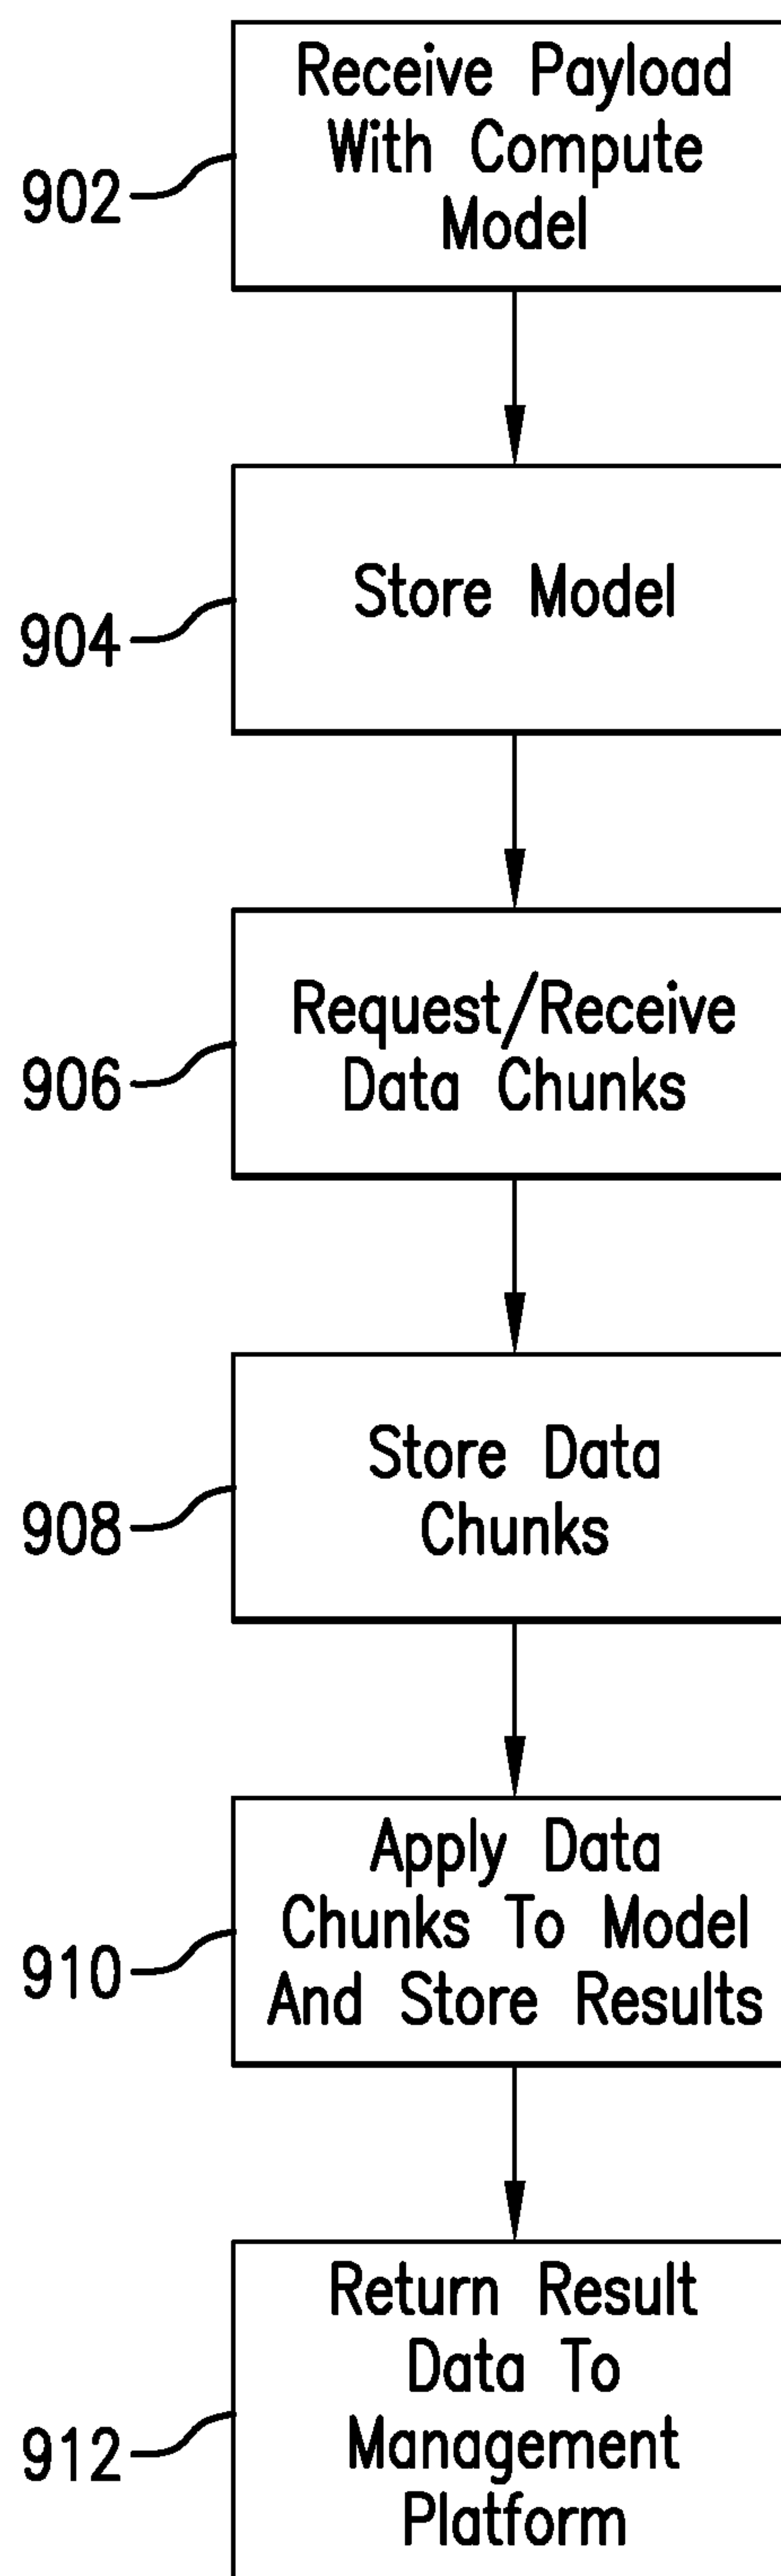 Receive Payload
With Compute
Model
902
Store Model
904
Request/Receive
Data Chunks
906
Store Data
Chunks
908
Apply Data
Chunks To Model
And Store Results
910
Return Result
Data To
Management
Platform
912